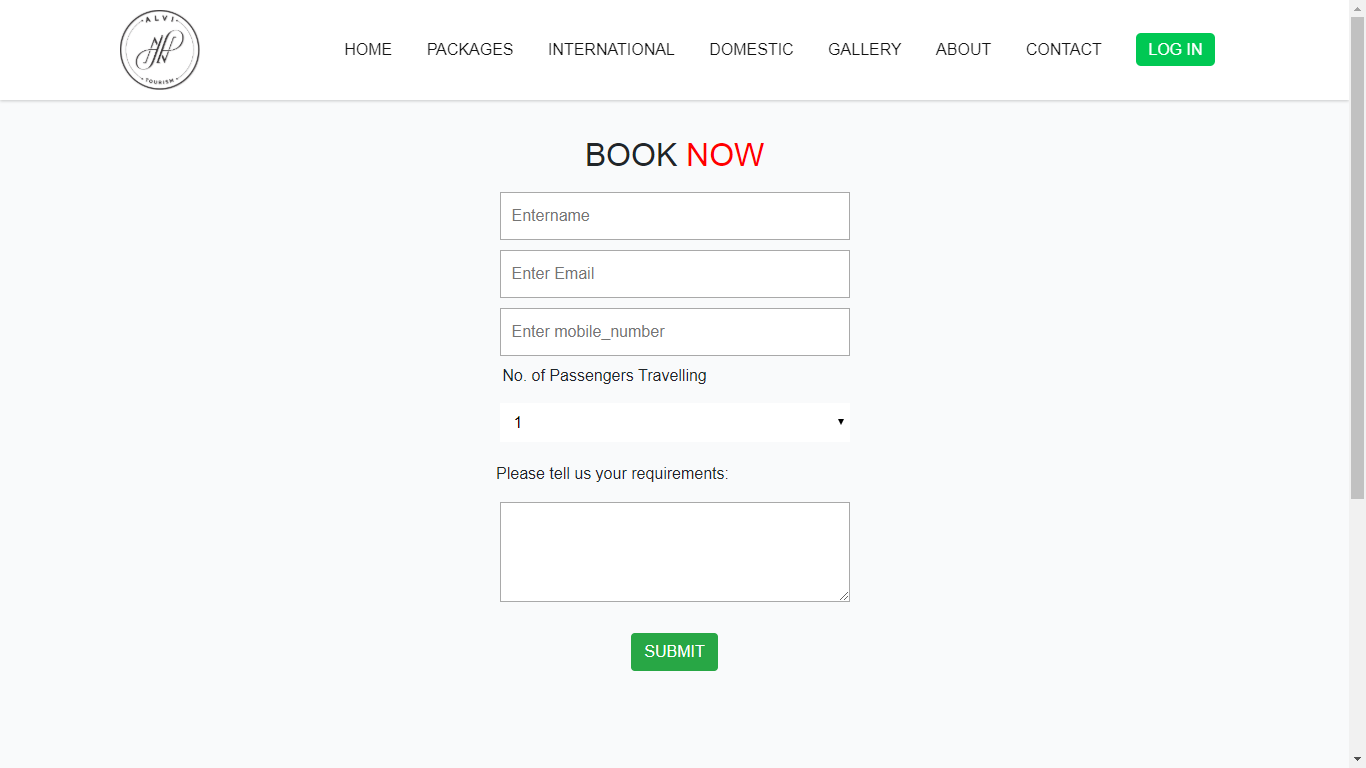 ALVI
TOURISM
HOME PACKAGES INTERNATIONAL DOMESTIC GALLERY ABOUT CONTACT LOG IN
BOOK NOW
Entername
Enter Email
Enter mobile_number
No. of Passengers Travelling
1
Please tell us your requirements:
SUBMIT